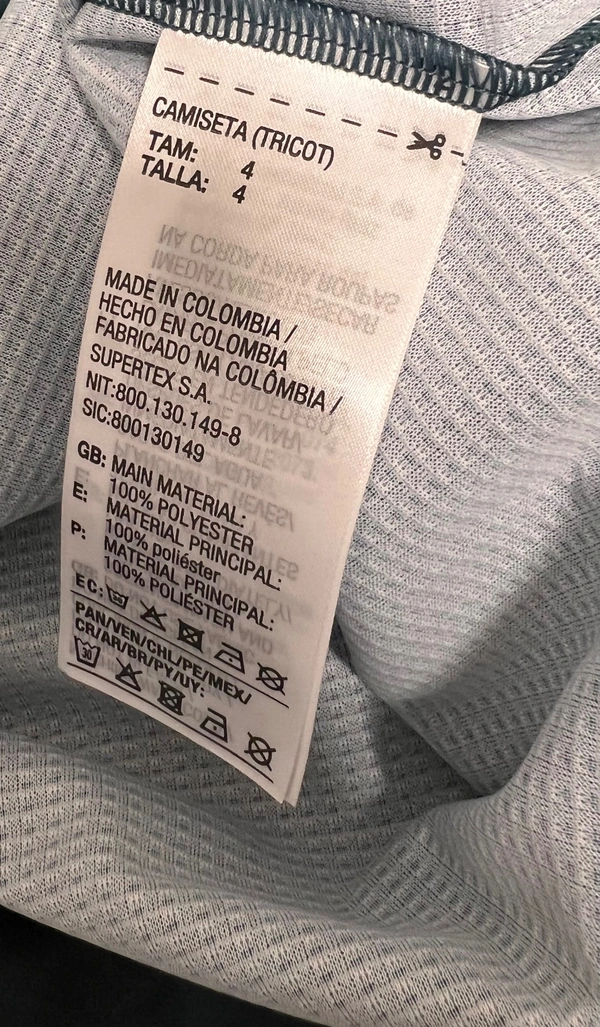 CAMISETA (TRICOT)
TAM: 4
TALLA: 4
MADE IN COLOMBIA /
HECHO EN COLOMBIA
FABRICADO NA COLÔMBIA /
SUPERTEX S.A.
NIT:800.130.149-8
SIC:800130149
GB: MAIN MATERIAL:
100% POLYESTER
E: MATERIAL PRINCIPAL:
100% poliéster
P: MATERIAL PRINCIPAL:
100% POLIÉSTER
EC:
PAN/VEN/CHL/PE/MEX/
CR/AR/BR/PY/UY:
30